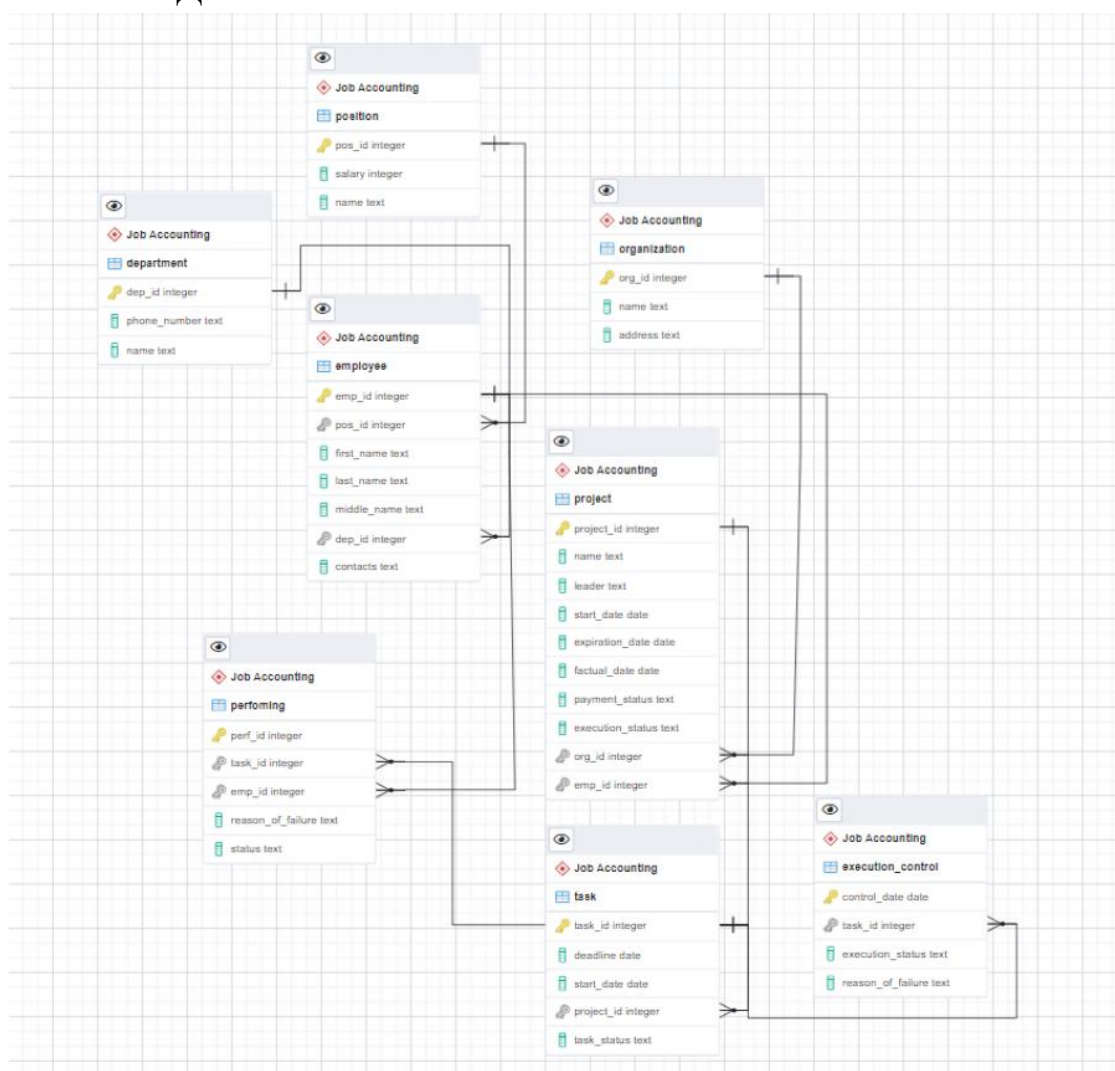 Job Accounting
position
pos_id integer
salary integer
name text
Job Accounting
department
dep_id integer
phone_number text
name text
Job Accounting
organization
org_id integer
name text
address text
Job Accounting
employee
emp_id integer
pos_id integer
first_name text
last_name text
middle_name text
dep_id integer
contacts text
Job Accounting
project
project_id integer
name text
leader text
start_date date
expiration_date date
factual_date date
payment_status text
execution_status text
org_id integer
emp_id integer
Job Accounting
perfoming
perf_id integer
task_id integer
emp_id integer
reason_of_failure text
status text
Job Accounting
task
task_id integer
deadline date
start_date date
project_id integer
task_status text
Job Accounting
execution_control
control_date date
task_id integer
execution_status text
reason_of_failure text